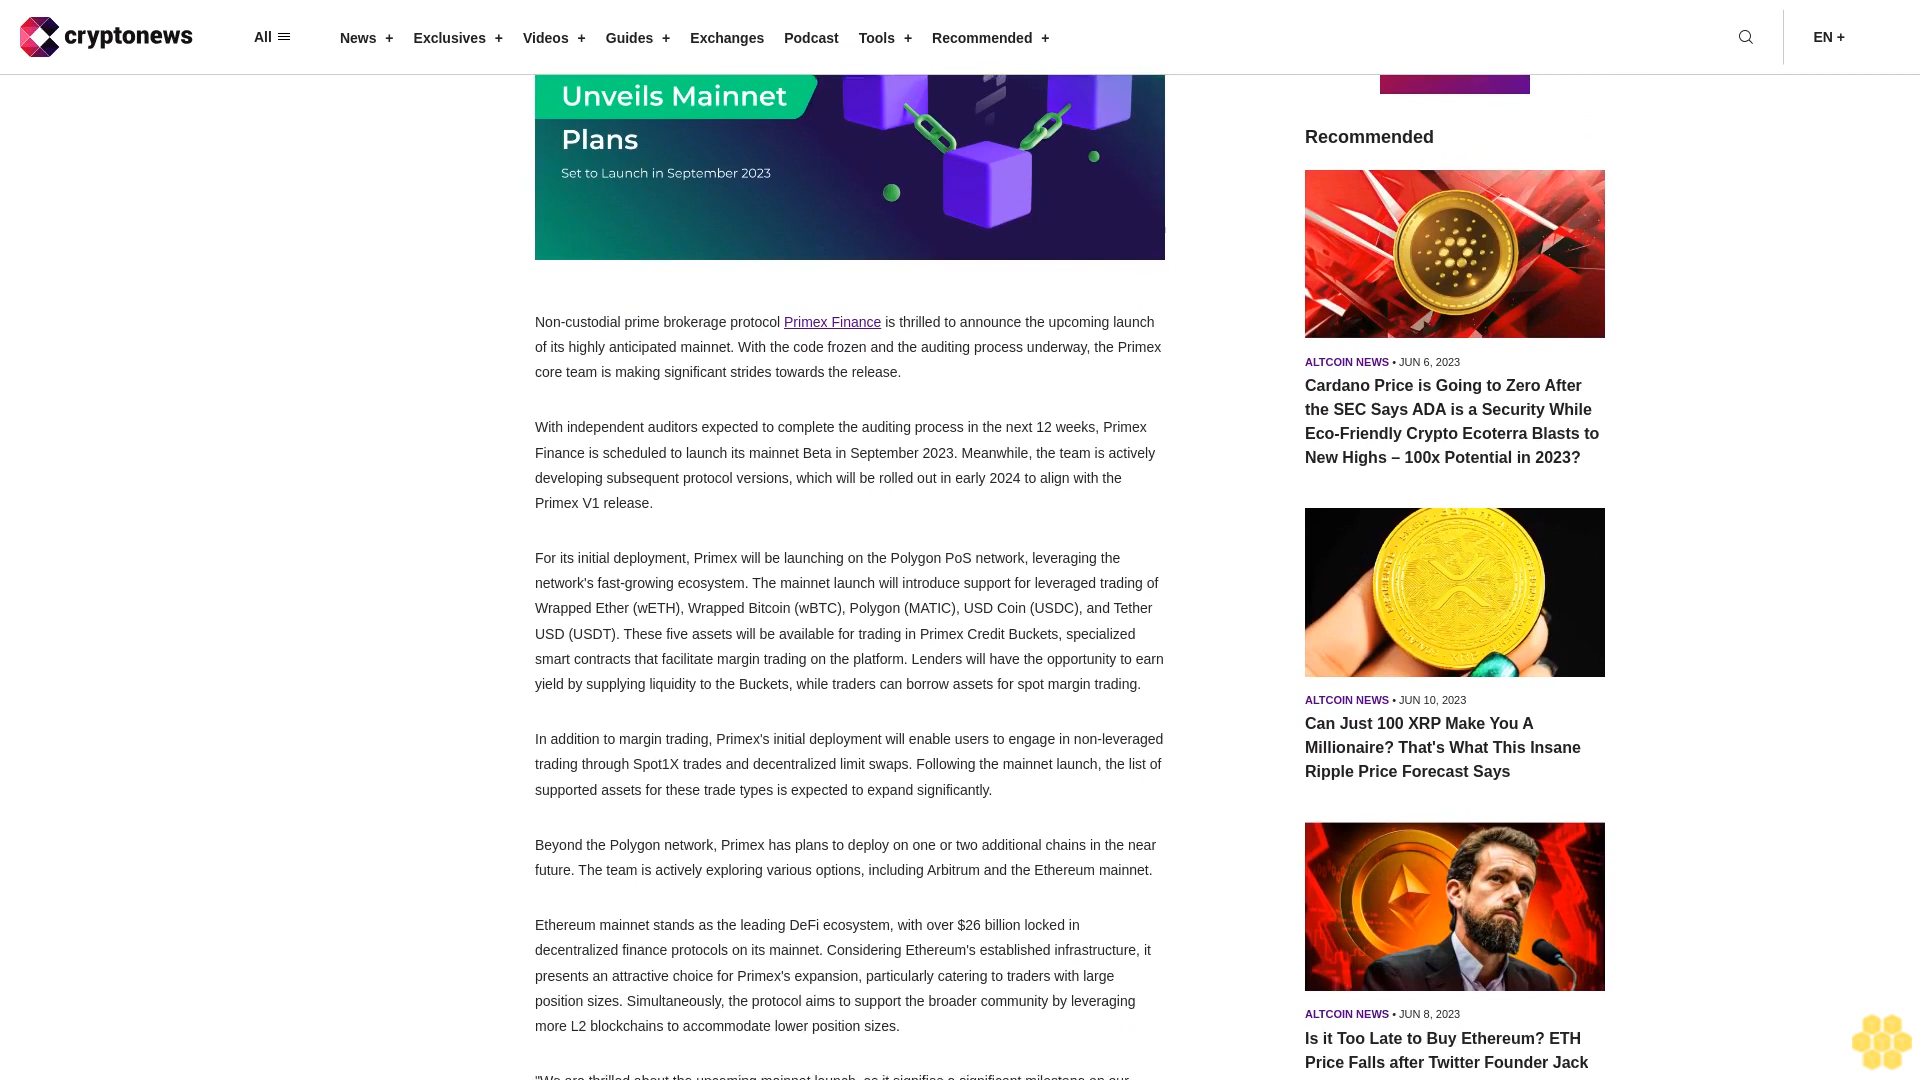 cryptonews
All
News + Exclusives + Videos + Guides + Exchanges Podcast Tools + Recommended +
EN +
Unveils Mainnet
Plans
Set to Launch in September 2023
Non-custodial prime brokerage protocol Primex Finance is thrilled to announce the upcoming launch
of its highly anticipated mainnet. With the code frozen and the auditing process underway, the Primex
core team is making significant strides towards the release.
With independent auditors expected to complete the auditing process in the next 12 weeks, Primex
Finance is scheduled to launch its mainnet Beta in September 2023. Meanwhile, the team is actively
developing subsequent protocol versions, which will be rolled out in early 2024 to align with the
Primex V1 release.
For its initial deployment, Primex will be launching on the Polygon PoS network, leveraging the
network's fast-growing ecosystem. The mainnet launch will introduce support for leveraged trading of
Wrapped Ether (wETH), Wrapped Bitcoin (wBTC), Polygon (MATIC), USD Coin (USDC), and Tether
USD (USDT). These five assets will be available for trading in Primex Credit Buckets, specialized
smart contracts that facilitate margin trading on the platform. Lenders will have the opportunity to earn
yield by supplying liquidity to the Buckets, while traders can borrow assets for spot margin trading.
In addition to margin trading, Primex's initial deployment will enable users to engage in non-leveraged
trading through Spot1X trades and decentralized limit swaps. Following the mainnet launch, the list of
supported assets for these trade types is expected to expand significantly.
Beyond the Polygon network, Primex has plans to deploy on one or two additional chains in the near
future. The team is actively exploring various options, including Arbitrum and the Ethereum mainnet.
Ethereum mainnet stands as the leading DeFi ecosystem, with over $26 billion locked in
decentralized finance protocols on its mainnet. Considering Ethereum's established infrastructure, it
presents an attractive choice for Primex's expansion, particularly catering to traders with large
position sizes. Simultaneously, the protocol aims to support the broader community by leveraging
more L2 blockchains to accommodate lower position sizes.
"We are thrilled about the upcoming mainnet launch, as it signifies a significant milestone on our
Recommended
ALTCOIN NEWS • JUN 6, 2023
Cardano Price is Going to Zero After
the SEC Says ADA is a Security While
Eco-Friendly Crypto Ecoterra Blasts to
New Highs – 100x Potential in 2023?
ALTCOIN NEWS • JUN 10, 2023
Can Just 100 XRP Make You A
Millionaire? That's What This Insane
Ripple Price Forecast Says
ALTCOIN NEWS • JUN 8, 2023
Is it Too Late to Buy Ethereum? ETH
Price Falls after Twitter Founder Jack